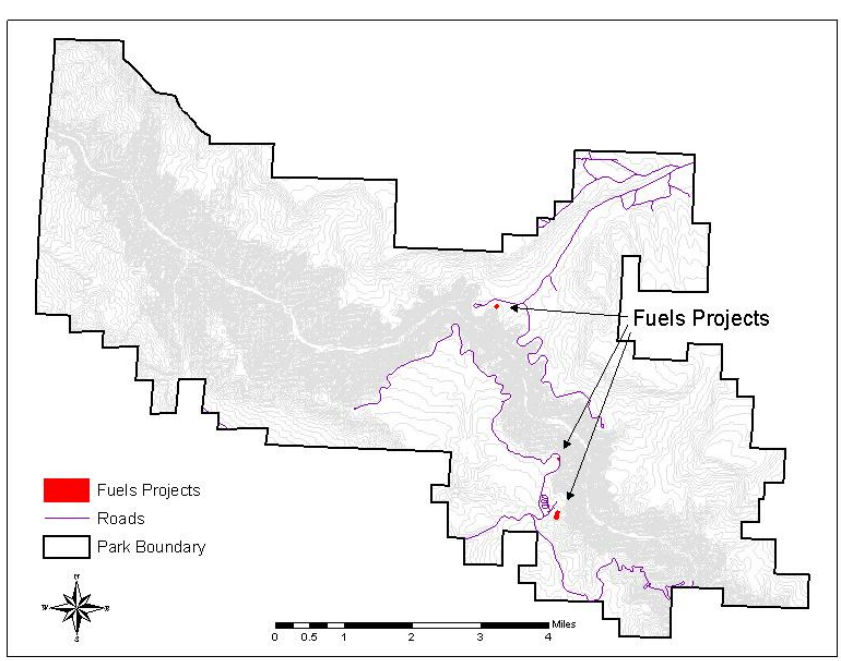 Fuels Projects
Fuels Projects
Roads
Park Boundary
N
W E
S
Miles
0 0.5 1 2 3 4